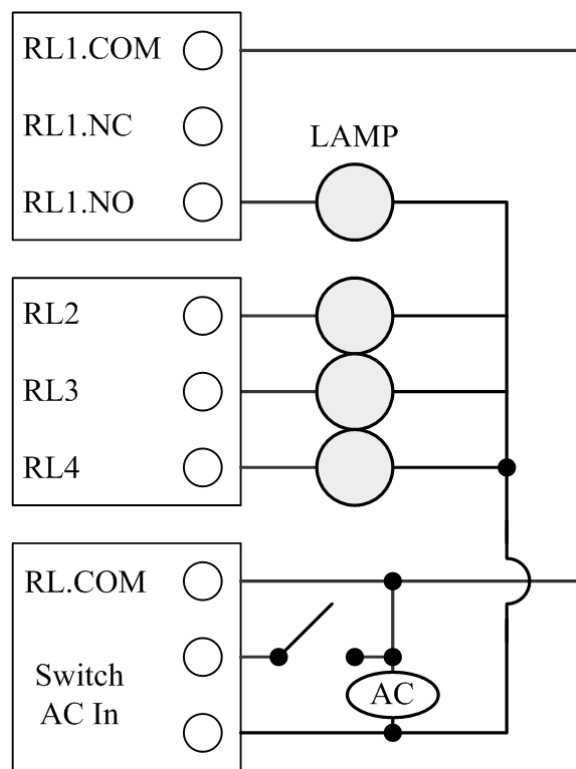 RL1.COM
RL1.NC
LAMP
RL1.NO
RL2
RL3
RL4
RL.COM
Switch
AC In
AC